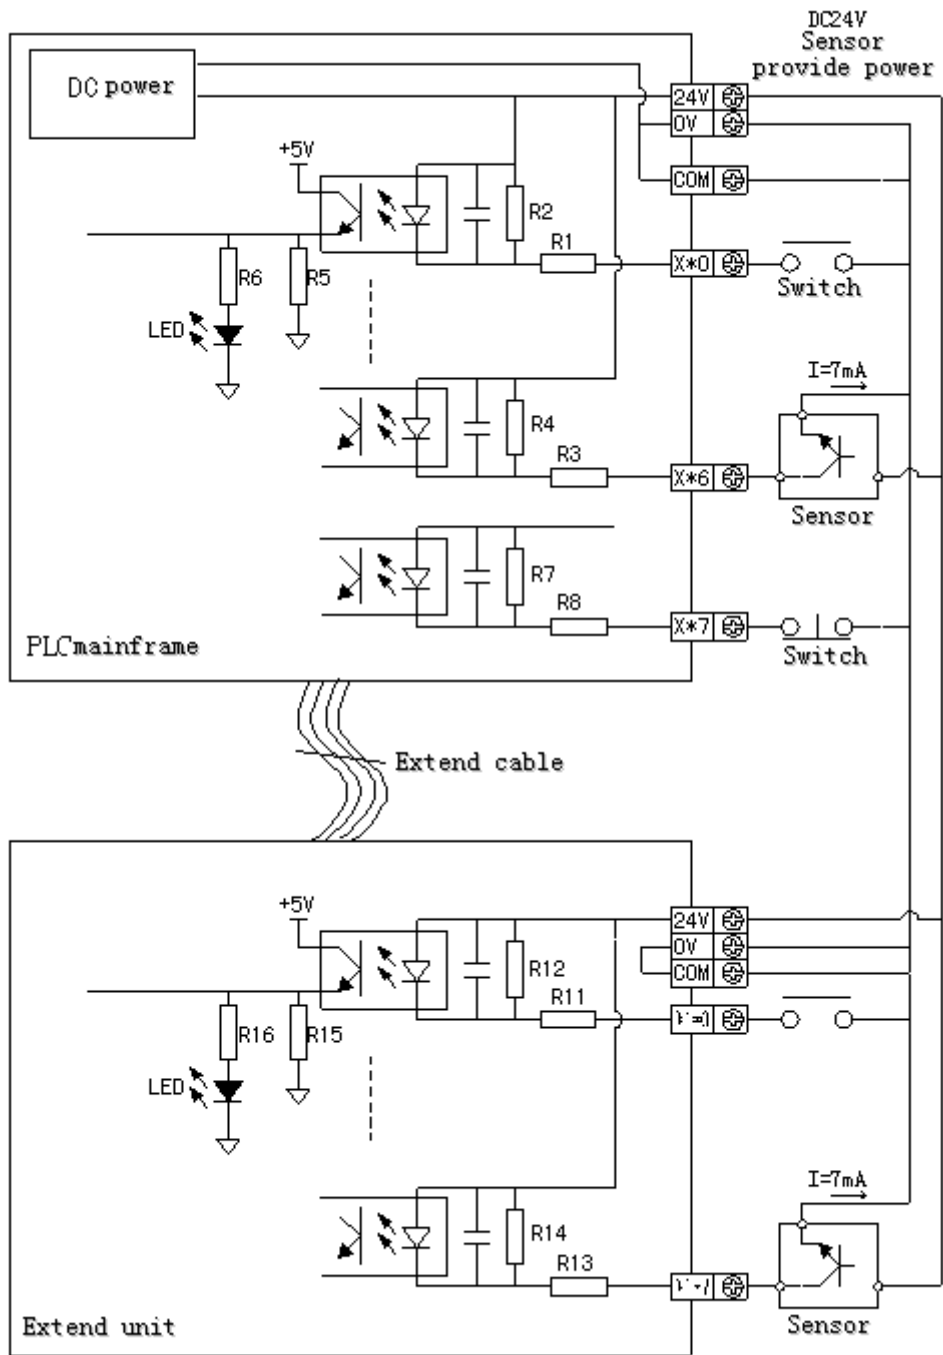 DC24V
Sensor
provide power
DC power
24V
0V
+5V
COM
R2
R1
X*0
R6
R5
Switch
LED
I=7mA
R4
R3
X*6
Sensor
R7
R8
X*7
PLCmainframe
Switch
Extend cable
+5V
24V
0V
R12
COM
R11
R16
R15
LED
I=7mA
R14
R13
Extend unit
Sensor